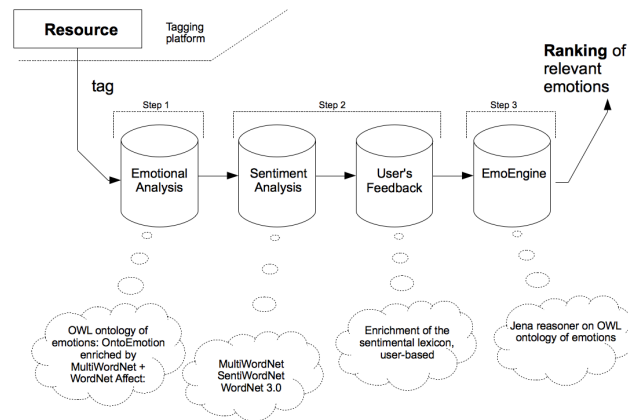 Resource
Tagging
platform
Ranking of
relevant
emotions
tag
Step 1
Step 2
Step 3
Emotional
Analysis
Sentiment
Analysis
User's
Feedback
EmoEngine
OWL ontology of
emotions: OntoEmotion
enriched by
MultiWordNet +
WordNet Affect:
MultiWordNet
SentiWordNet
WordNet 3.0
Enrichment of the
sentimental lexicon,
user-based
Jena reasoner on OWL
ontology of emotions